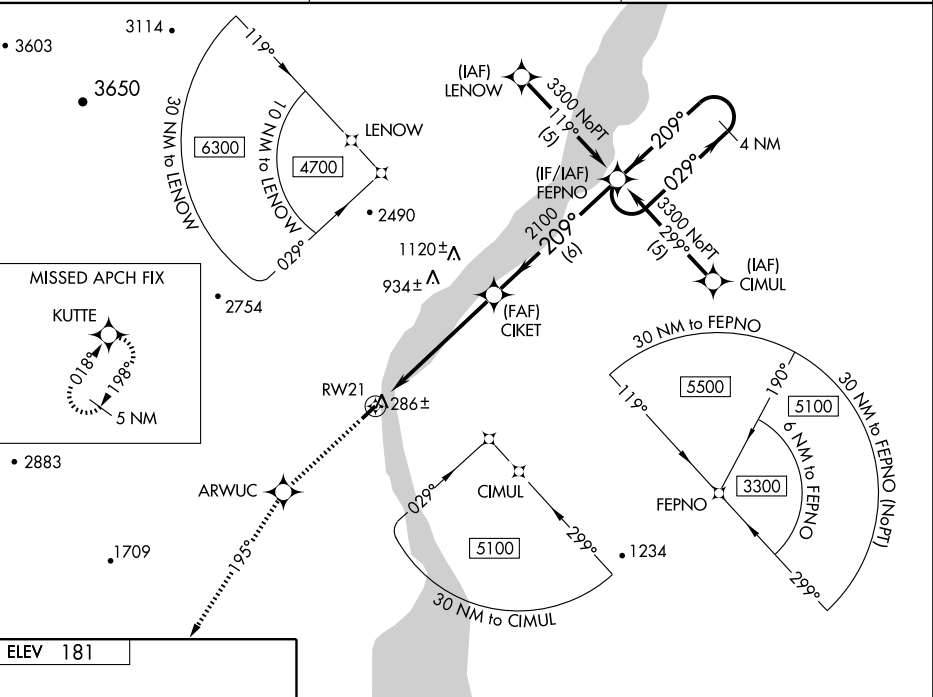 3603
3114
3650
119°
30 NM to LENOW
6300
10 NM to LENOW
4700
LENOW
029°
2490
2754
1120±
934±
(IAF)
LENOW
3300 NoPT
119°
(5)
(IF/IAF)
FEPNO
209°
029°
4 NM
2100
209°
(6)
3300 NoPT
299°
(5)
(IAF)
CIMUL
(FAF)
CIKET
MISSED APCH FIX
KUTTE
018°
198°
5 NM
RW21
286±
2883
ARWUC
195°
1709
029°
CIMUL
299°
5100
30 NM to CIMUL
1234
30 NM to FEPNO
119°
5500
190°
5100
30 NM to FEPNO (NoPT)
6 NM to FEPNO
3300
FEPNO
299°
ELEV 181